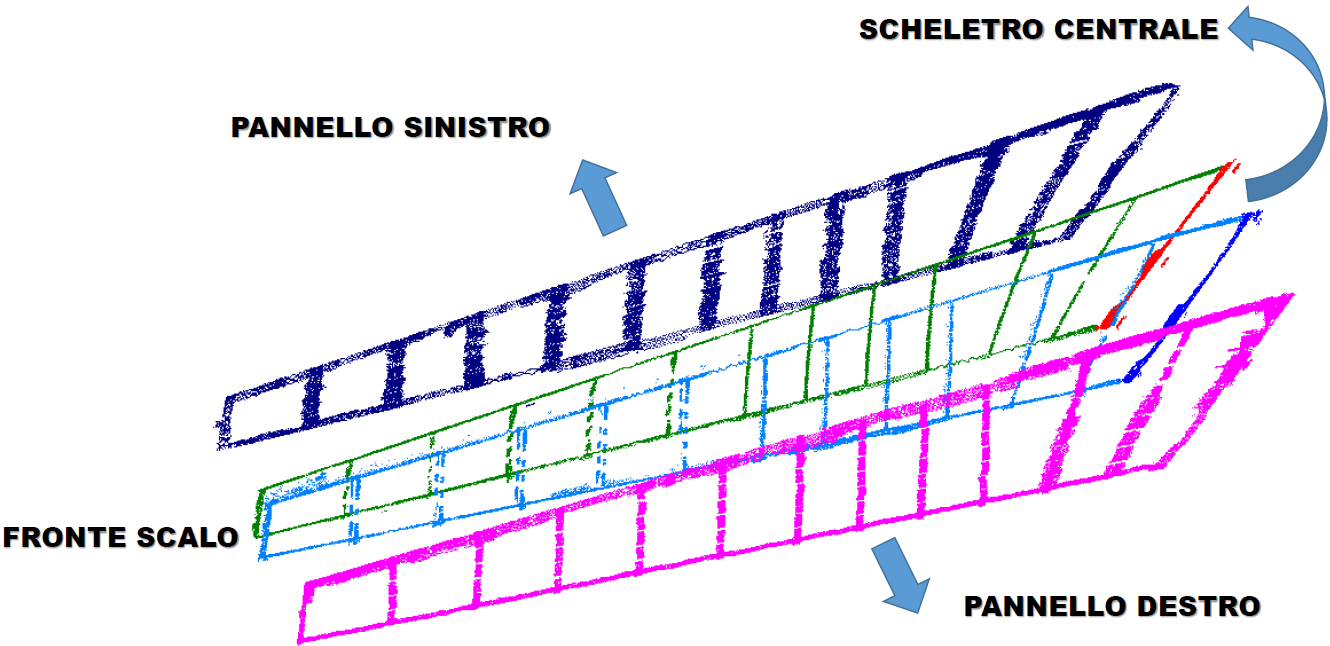 SCHELETRO CENTRALE
PANNELLO SINISTRO
FRONTE SCALO
PANNELLO DESTRO